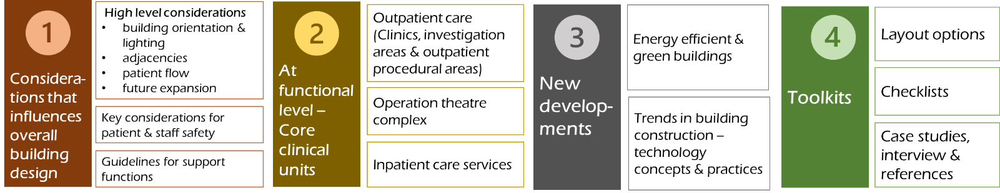 1
Considera-
tions that
influences
overall
building
design
High level considerations
• building orientation &
lighting
• adjacencies
• patient flow
• future expansion
Key considerations for
patient & staff safety
Guidelines for support
functions
2
At
functional
level –
Core
clinical
units
Outpatient care
(Clinics, investigation
areas & outpatient
procedural areas)
Operation theatre
complex
Inpatient care services
3
New
develop-
ments
Energy efficient &
green buildings
Trends in building
construction –
technology
concepts & practices
4
Toolkits
Layout options
Checklists
Case studies,
interview &
references